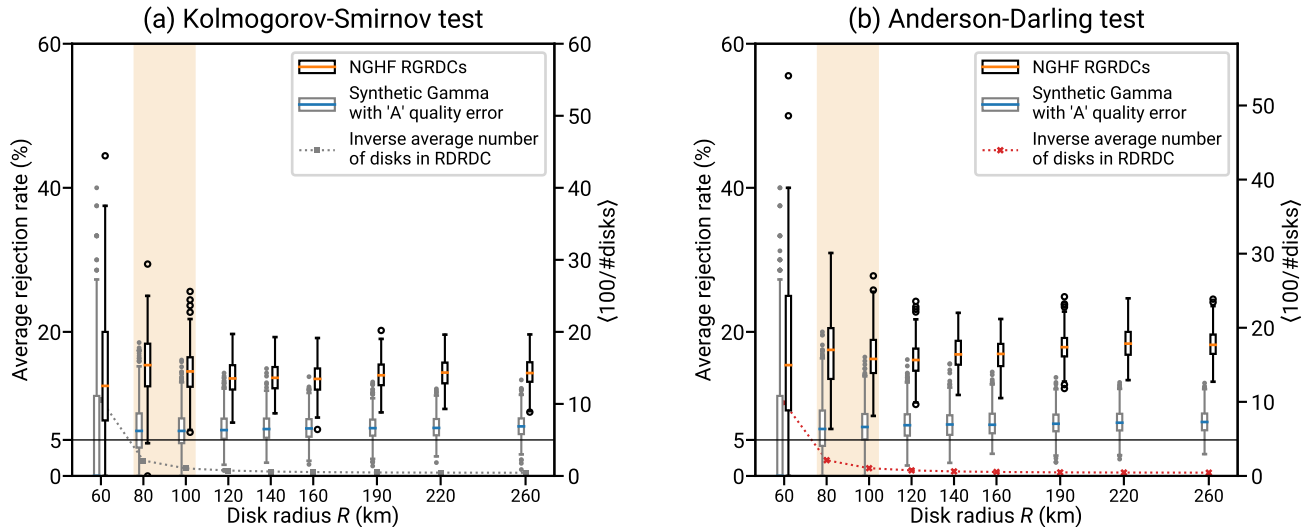 (a) Kolmogorov-Smirnov test
60
40
20
5
0
Average rejection rate (%)
60
50
40
30
20
10
0
⟨100/#disks⟩
NGHF RGRDCs
Synthetic Gamma
with 'A' quality error
Inverse average number
of disks in RDRDC
60 80 100 120 140 160 190 220 260
Disk radius R (km)
(b) Anderson-Darling test
60
40
20
5
0
Average rejection rate (%)
50
40
30
20
10
0
⟨100/#disks⟩
NGHF RGRDCs
Synthetic Gamma
with 'A' quality error
Inverse average number
of disks in RDRDC
60 80 100 120 140 160 190 220 260
Disk radius R (km)